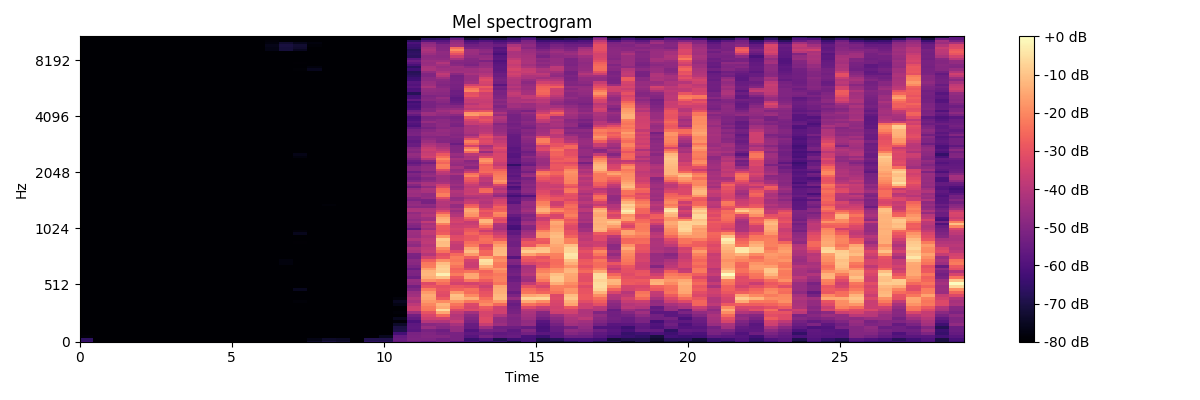 Mel spectrogram
8192
4096
2048
1024
512
0
Hz
0 5 10 15 20 25
Time
+0 dB
-10 dB
-20 dB
-30 dB
-40 dB
-50 dB
-60 dB
-70 dB
-80 dB